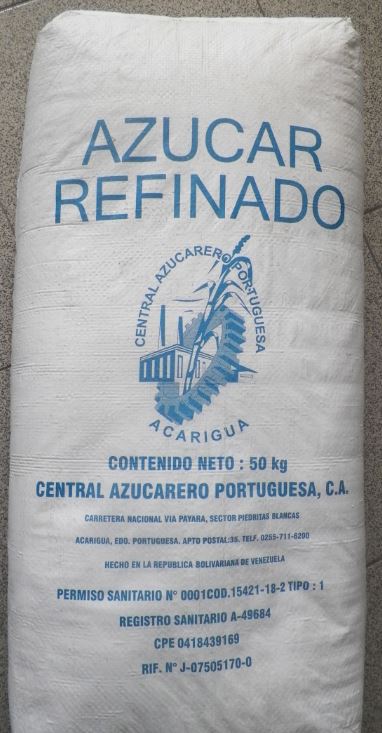 AZUCAR
REFINADO
CENTRAL AZUCARERO PORTUGUESA
ACARIGUA
CONTENIDO NETO : 50 kg
CENTRAL AZUCARERO PORTUGUESA, C.A.
CARRETERA NACIONAL VIA PAYARA, SECTOR PIEDRITAS BLANCAS
ACARIGUA, EDO. PORTUGUESA. APTO POSTAL:35. TELF. 0255-711-6200
HECHO EN LA REPUBLICA BOLIVARIANA DE VENEZUELA
PERMISO SANITARIO N° 0001COD.15421-18-2 TIPO : 1
REGISTRO SANITARIO A-49684
CPE 0418439169
RIF. N° J-07505170-0